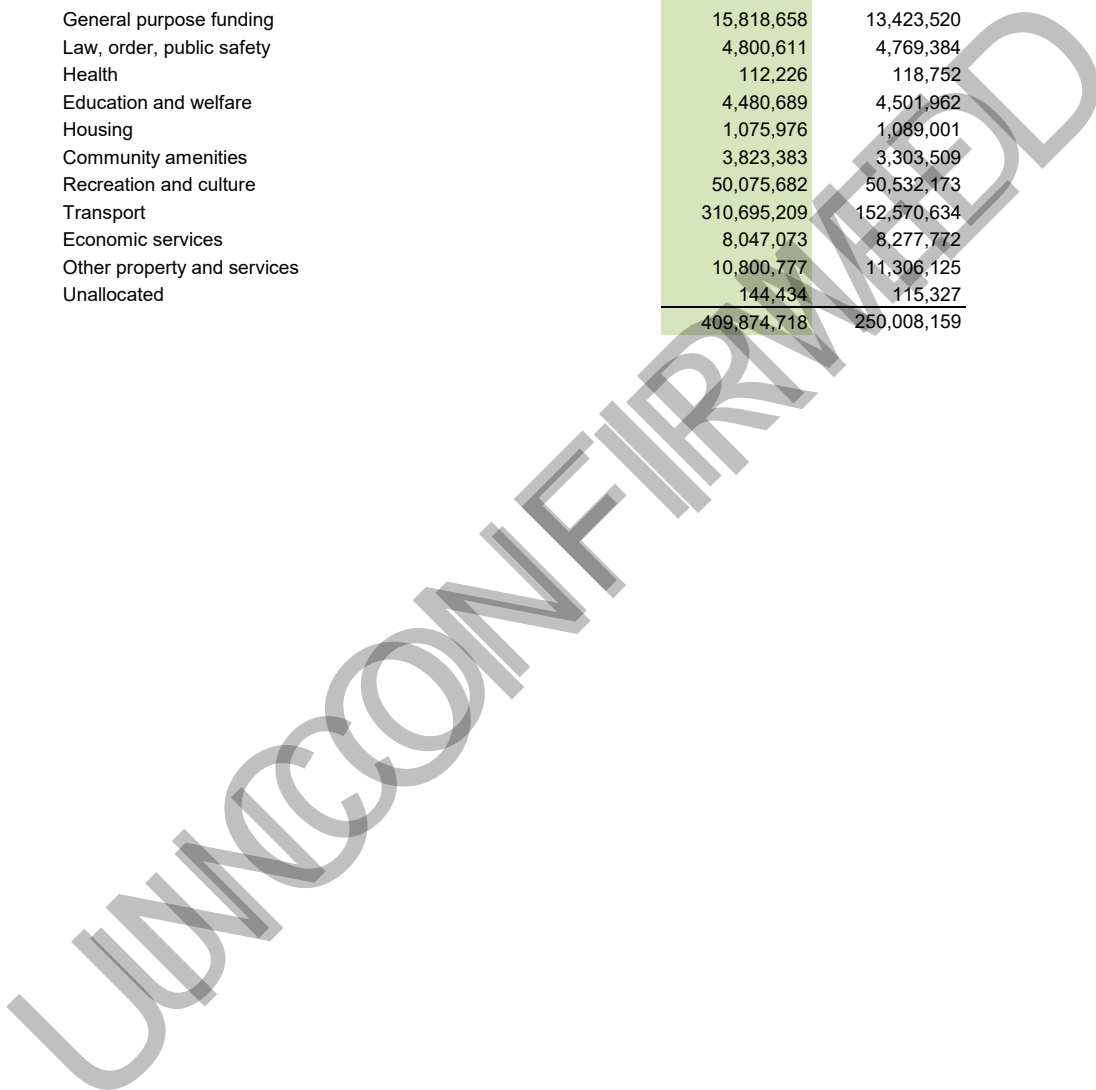 General purpose funding 15,818,658 13,423,520
Law, order, public safety 4,800,611 4,769,384
Health 112,226 118,752
Education and welfare 4,480,689 4,501,962
Housing 1,075,976 1,089,001
Community amenities 3,823,383 3,303,509
Recreation and culture 50,075,682 50,532,173
Transport 310,695,209 152,570,634
Economic services 8,047,073 8,277,772
Other property and services 10,800,777 11,306,125
Unallocated 144,434 115,327
409,874,718 250,008,159
UNCONFIRMED